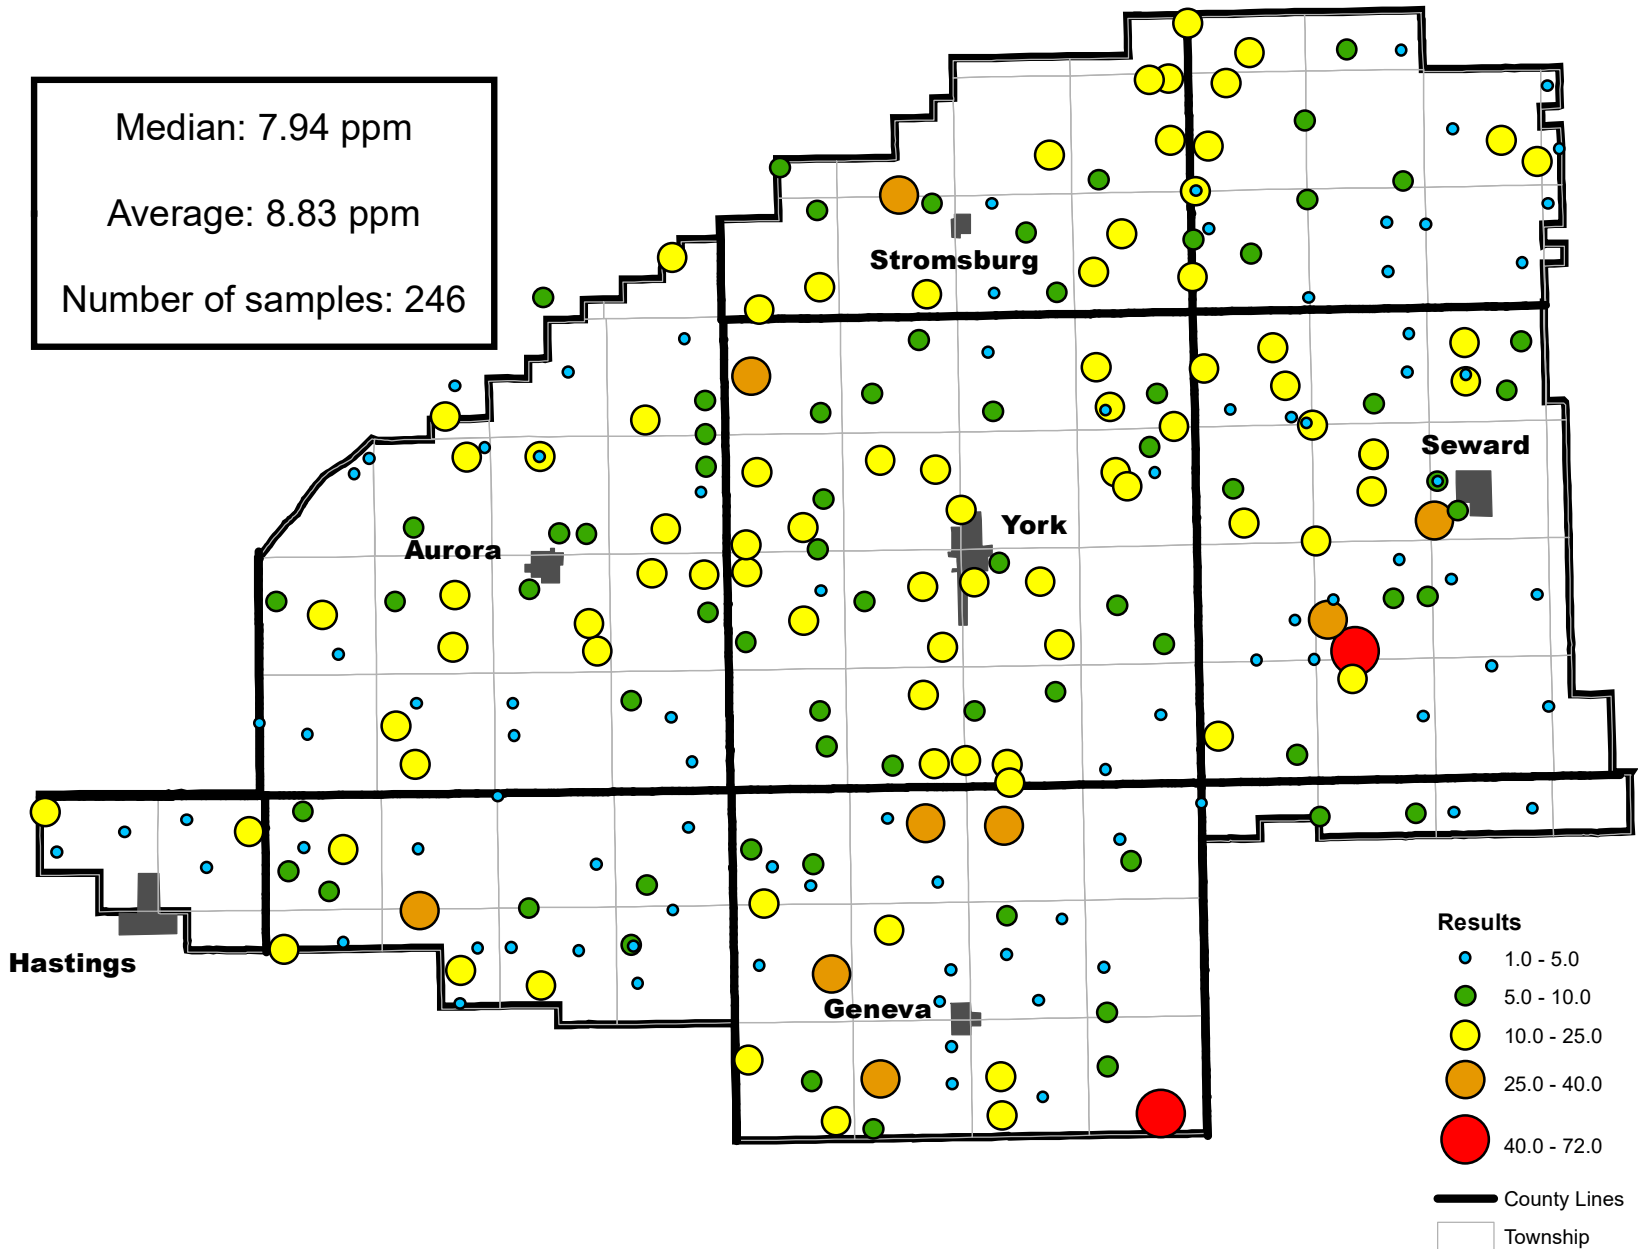 Median: 7.94 ppm
Average: 8.83 ppm
Number of samples: 246
Stromsburg
Seward
York
Aurora
Hastings
Geneva
Results
1.0 - 5.0
5.0 - 10.0
10.0 - 25.0
25.0 - 40.0
40.0 - 72.0
County Lines
Township